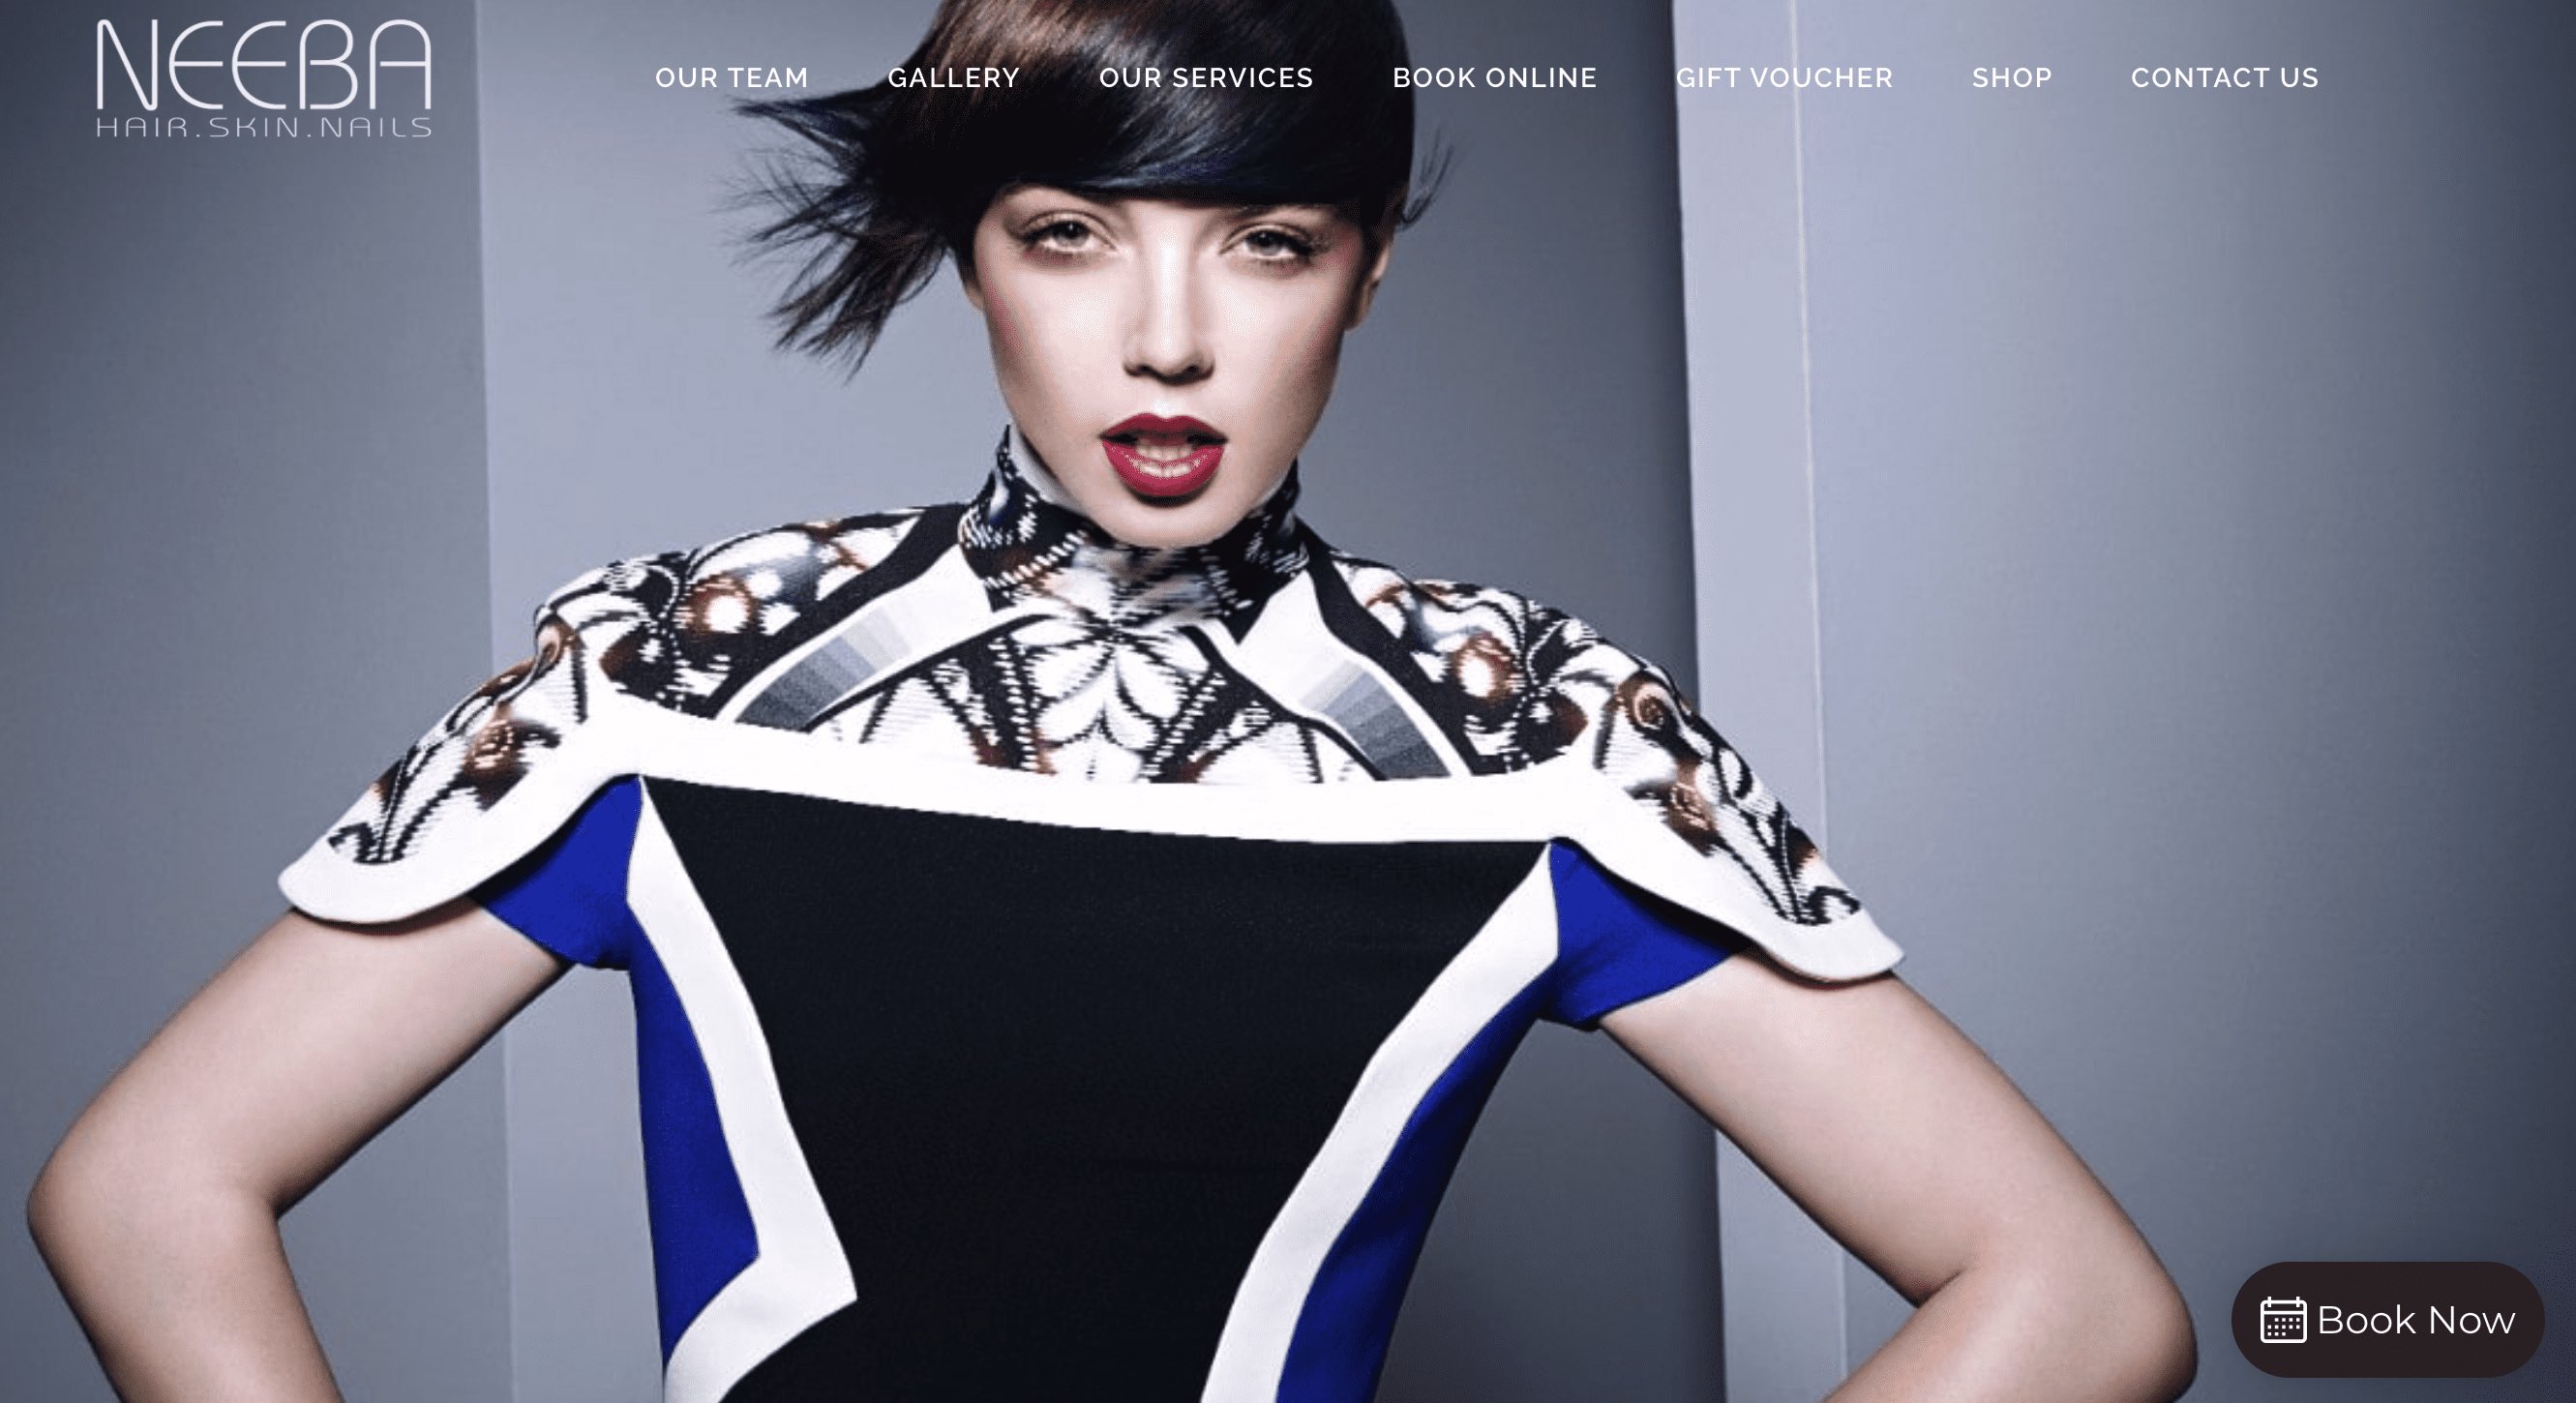 NEEBA
HAIR.SKIN.NAILS
OUR TEAM
GALLERY
OUR SERVICES
BOOK ONLINE
GIFT VOUCHER
SHOP
CONTACT US
Book Now